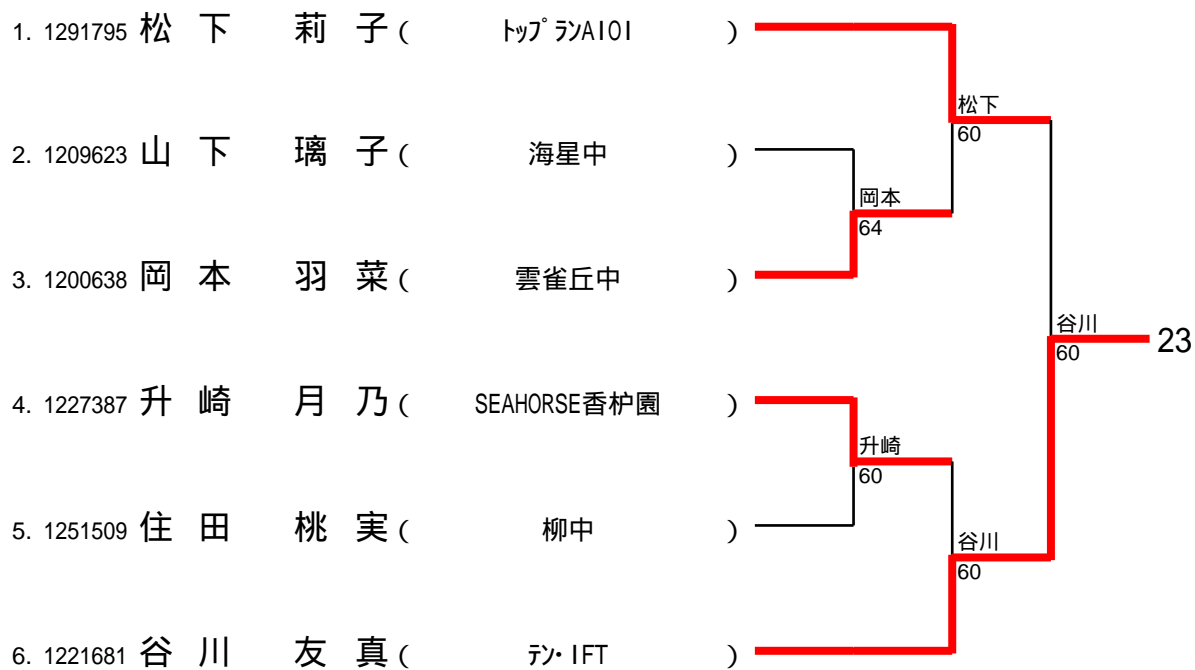 1. 1291795 松下 莉子 ( トップランAIOI )
松下
60
2. 1209623 山下 璃子 ( 海星中 )
岡本
64
3. 1200638 岡本 羽菜 ( 雲雀丘中 )
谷川
60
23
4. 1227387 升崎 月乃 ( SEAHORSE香枦園 )
升崎
60
5. 1251509 住田 桃実 ( 柳中 )
谷川
60
6. 1221681 谷川 友真 ( テン・IFT )